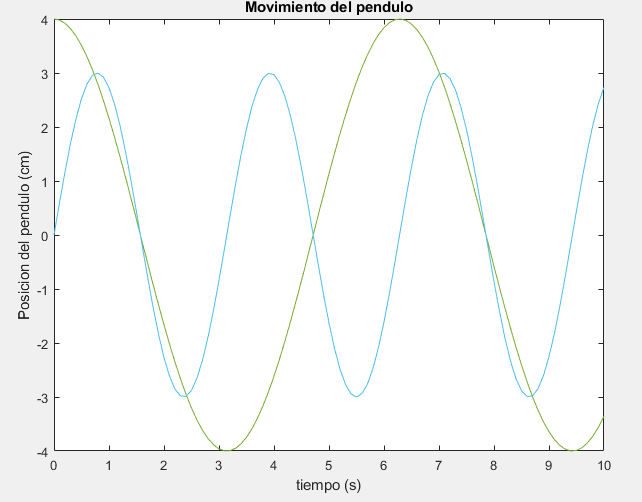 Movimiento del pendulo
4
3
2
1
0
-1
-2
-3
-4
Posicion del pendulo (cm)
0 1 2 3 4 5 6 7 8 9 10
tiempo (s)